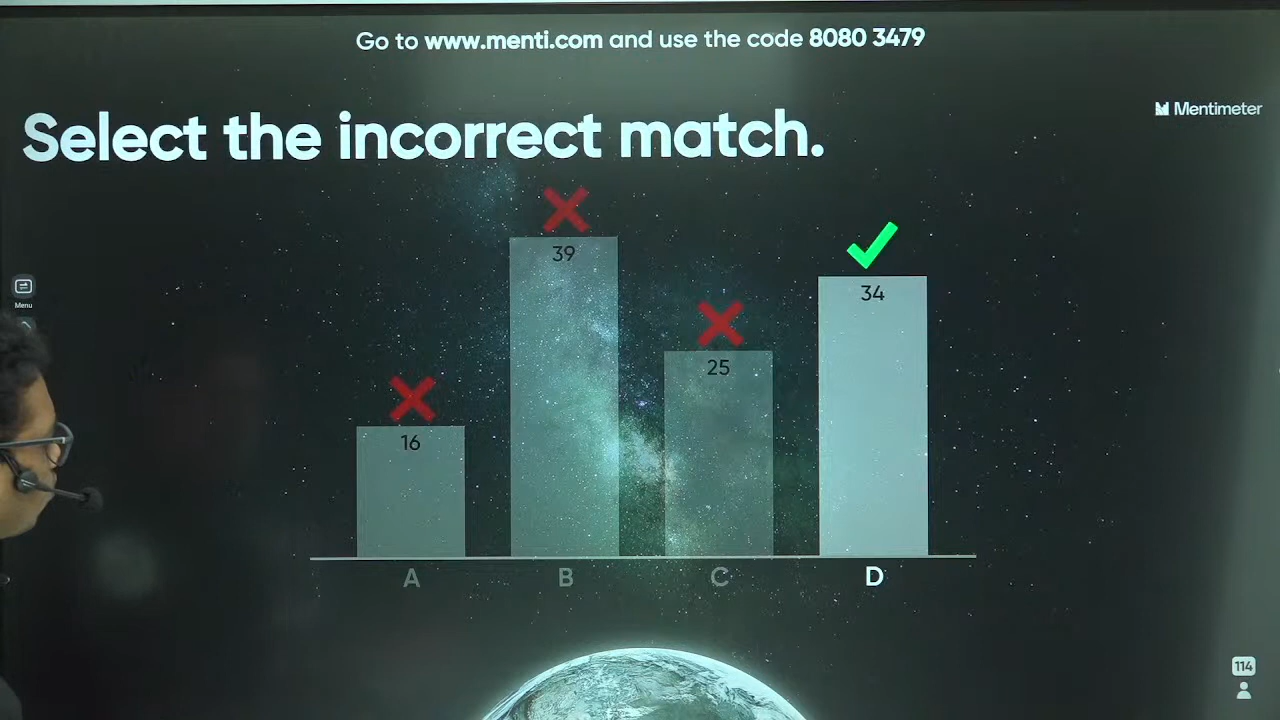 Go to www.menti.com and use the code 8080 3479
Mentimeter
Select the incorrect match.
Menu
39
34
25
16
A B C D
114